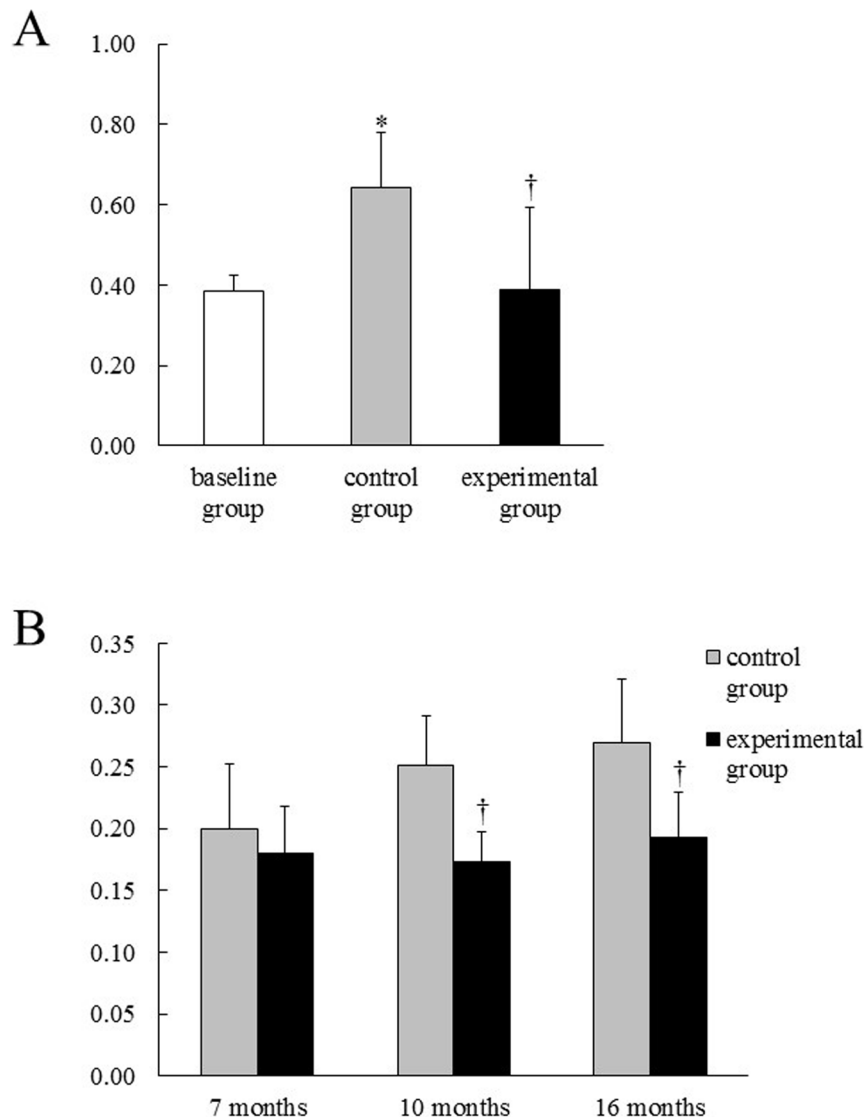 A
1.00
0.80
0.60
0.40
0.20
0.00
*
†
baseline
group
control
group
experimental
group
B
0.35
0.30
0.25
0.20
0.15
0.10
0.05
0.00
†
†
control
group
experimental
group
7 months
10 months
16 months